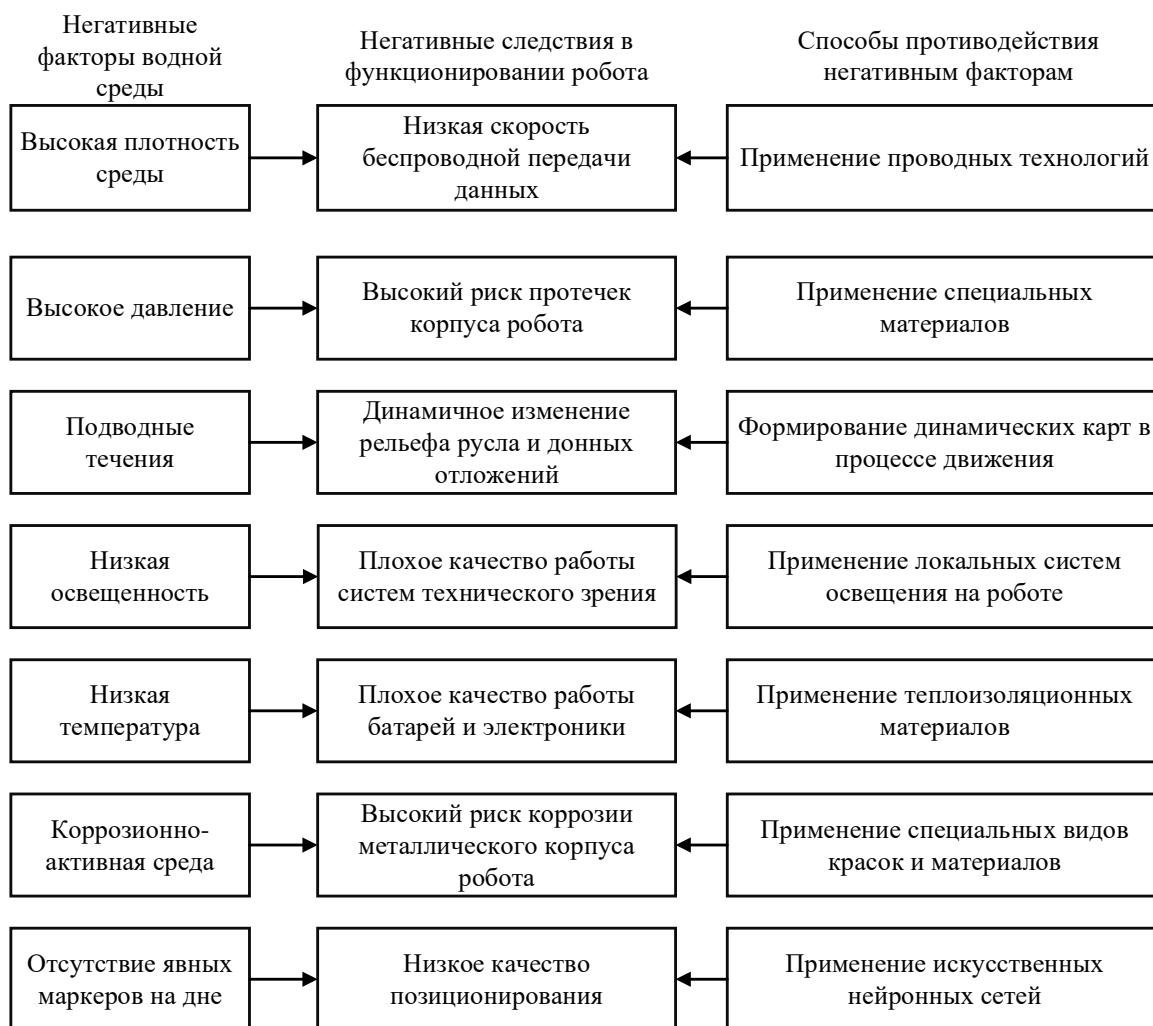 Негативные
факторы водной
среды
Негативные следствия в
функционировании робота
Способы противодействия
негативным факторам
Высокая плотность
среды
Низкая скорость
беспроводной передачи
данных
Применение проводных технологий
Высокое давление
Высокий риск протечек
корпуса робота
Применение специальных
материалов
Подводные
течения
Динамичное изменение
рельефа русла и донных
отложений
Формирование динамических карт в
процессе движения
Низкая
освещенность
Плохое качество работы
систем технического зрения
Применение локальных систем
освещения на роботе
Низкая
температура
Плохое качество работы
батарей и электроники
Применение теплоизоляционных
материалов
Коррозионно-
активная среда
Высокий риск коррозии
металлического корпуса
робота
Применение специальных видов
красок и материалов
Отсутствие явных
маркеров на дне
Низкое качество
позиционирования
Применение искусственных
нейронных сетей